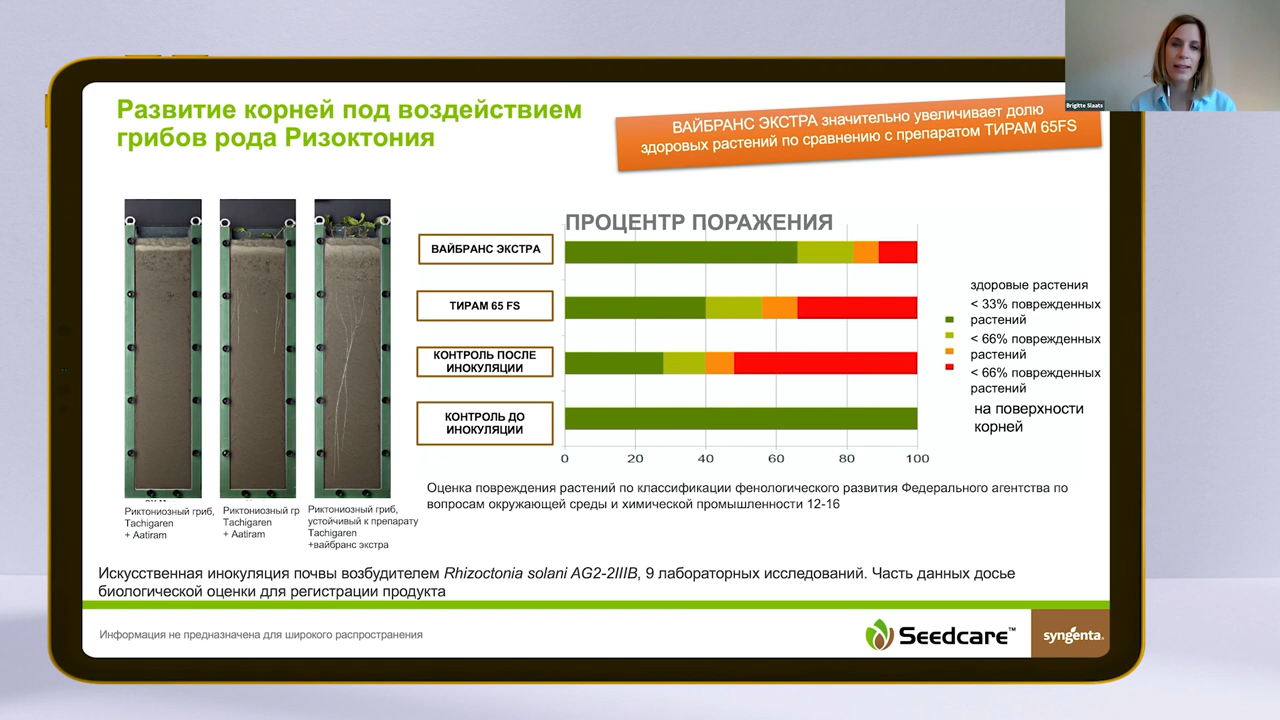 Brigitte Slaats
Развитие корней под воздействием
грибов рода Ризоктония
ВАЙБРАНС ЭКСТРА значительно увеличивает долю
здоровых растений по сравнению с препаратом ТИРАМ 65FS
ПРОЦЕНТР ПОРАЖЕНИЯ
ВАЙБРАНС ЭКСТРА
ТИРАМ 65 FS
КОНТРОЛЬ ПОСЛЕ
ИНОКУЛЯЦИИ
КОНТРОЛЬ ДО
ИНОКУЛЯЦИИ
0 20 40 60 80 100
здоровые растения
< 33% поврежденных
растений
< 66% поврежденных
растений
< 66% поврежденных
растений
на поверхности
корней
Риктониозный гриб,
Tachigaren
+ Aatiram
Риктониозный гр
Tachigaren
+ Aatiram
Риктониозный гриб,
устойчивый к препарату
Tachigaren
+вайбранс экстра
Оценка повреждения растений по классификации фенологического развития Федерального агентства по
вопросам окружающей среды и химической промышленности 12-16
Искусственная инокуляция почвы возбудителем Rhizoctonia solani AG2-2IIIB, 9 лабораторных исследований. Часть данных досье
биологической оценки для регистрации продукта
Информация не предназначена для широкого распространения
Seedcare™
syngenta.